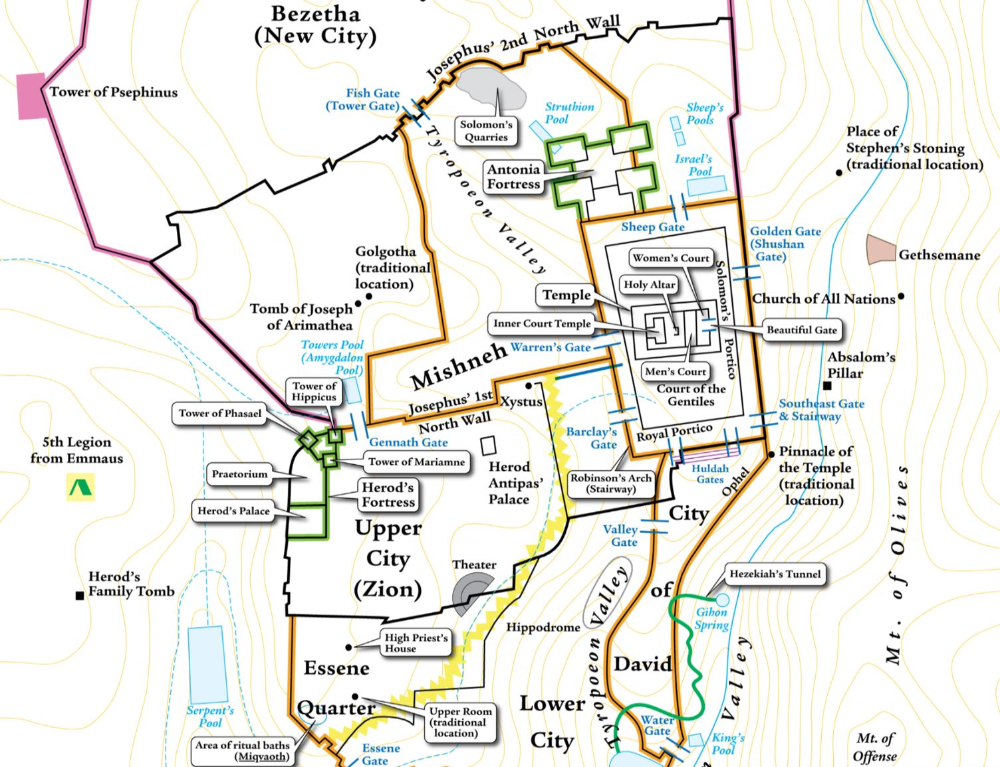 Bezetha
(New City)
Josephus' 2nd North Wall
Tower of Psephinus
Fish Gate
(Tower Gate)
Solomon's
Quarries
Struthion
Pool
Sheep's
Pools
Israel's
Pool
Place of
Stephen's Stoning
(traditional location)
Tyropoeon Valley
Antonia
Fortress
Sheep Gate
Golden Gate
(Shushan
Gate)
Gethsemane
Golgotha
(traditional
location)
Tomb of Joseph
of Arimathea
Women's Court
Holy Altar
Solomon's Portico
Temple
Church of All Nations
Inner Court Temple
Beautiful Gate
Towers Pool
(Amygdalon
Pool)
Mishneh
Warren's Gate
Men's Court
Court of the
Gentiles
Absalom's
Pillar
Tower of
Hippicus
Josephus' 1st
North Wall
Xystus
Tower of Phasael
Southeast Gate
& Stairway
Barclay's
Gate
Royal Portico
Gennath Gate
5th Legion
from Emmaus
Tower of Mariamne
Praetorium
Herod
Antipas'
Palace
Robinson's Arch
(Stairway)
Huldah
Gates
Ophel
Pinnacle of
the Temple
(traditional
location)
Herod's
Fortress
Herod's Palace
City
Upper
City
(Zion)
Valley
Gate
Mt. of Olives
Theater
Herod's
Family Tomb
Hezekiah's Tunnel
of
Gihon
Spring
Tyropoeon Valley
Hippodrome
High Priest's
House
Essene
Quarter
David
Valley
Serpent's
Pool
Upper Room
(traditional
location)
Lower
City
Water
Gate
King's
Pool
Area of ritual baths
(Miqvaoth)
Essene
Gate
Mt. of
Offense